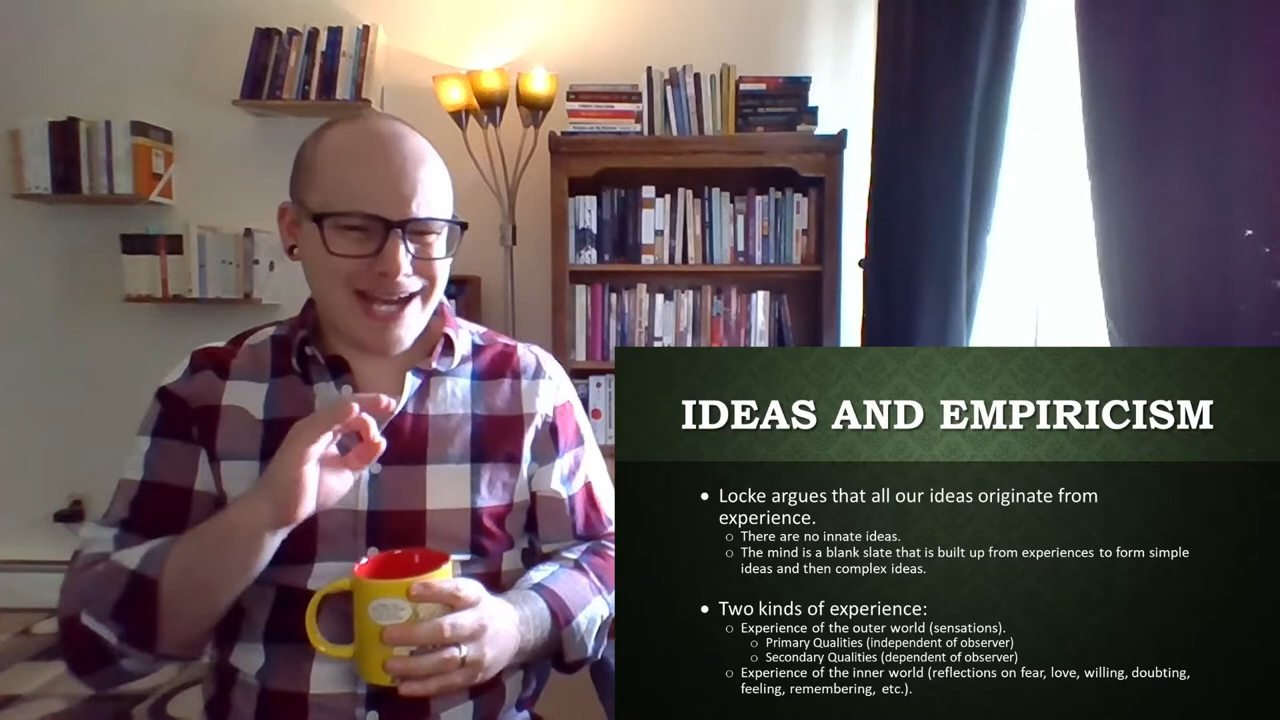 IDEAS AND EMPIRICISM
• Locke argues that all our ideas originate from
experience.
○ There are no innate ideas.
○ The mind is a blank slate that is built up from experiences to form simple
ideas and then complex ideas.
• Two kinds of experience:
○ Experience of the outer world (sensations).
○ Primary Qualities (independent of observer)
○ Secondary Qualities (dependent of observer)
○ Experience of the inner world (reflections on fear, love, willing, doubting,
feeling, remembering, etc.).